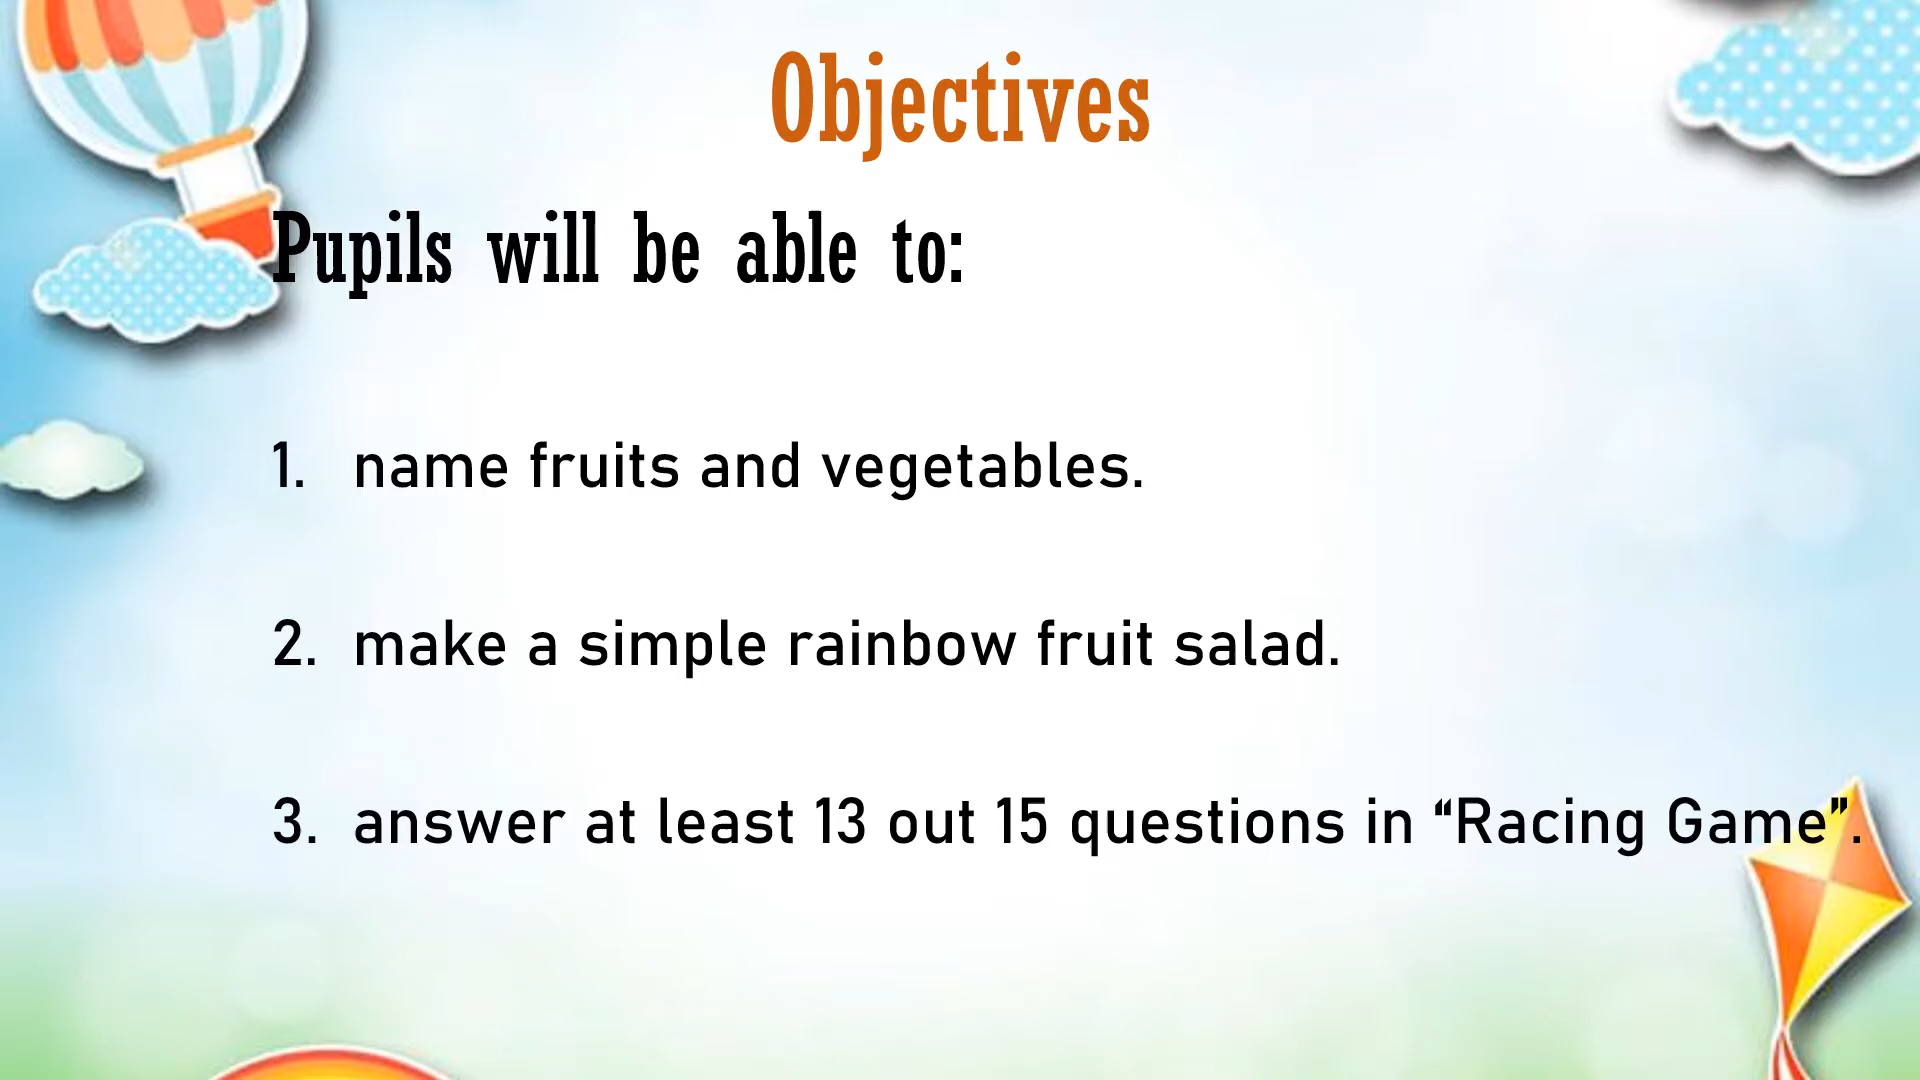 Objectives
Pupils will be able to:
1. name fruits and vegetables.
2. make a simple rainbow fruit salad.
3. answer at least 13 out 15 questions in “Racing Game”.